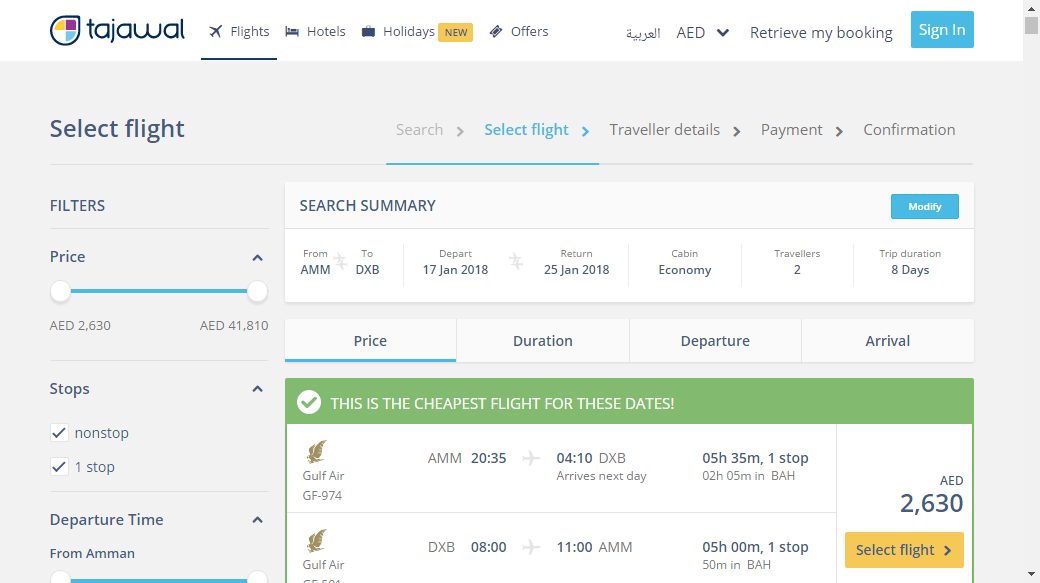 tajawal
Flights
Hotels
Holidays NEW
Offers
العربية
AED
Retrieve my booking
Sign In
Select flight
Search
Select flight
Traveller details
Payment
Confirmation
FILTERS
Price
AED 2,630
AED 41,810
Stops
nonstop
1 stop
Departure Time
From Amman
SEARCH SUMMARY
Modify
From
AMM
To
DXB
Depart
17 Jan 2018
Return
25 Jan 2018
Cabin
Economy
Travellers
2
Trip duration
8 Days
Price
Duration
Departure
Arrival
THIS IS THE CHEAPEST FLIGHT FOR THESE DATES!
Gulf Air
GF-974
AMM 20:35
04:10 DXB
Arrives next day
05h 35m, 1 stop
02h 05m in BAH
Gulf Air
GF-501
DXB 08:00
11:00 AMM
05h 00m, 1 stop
50m in BAH
AED
2,630
Select flight